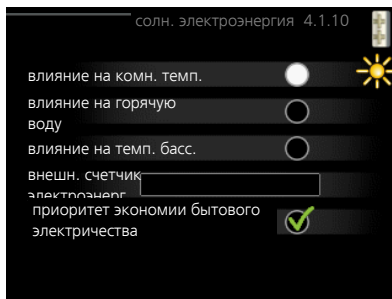 солн. электроэнергия 4.1.10
влияние на комн. темп.
влияние на горячую
воду
влияние на темп. басс.
внешн. счетчик
электроэнерг
приоритет экономии бытового
электричества